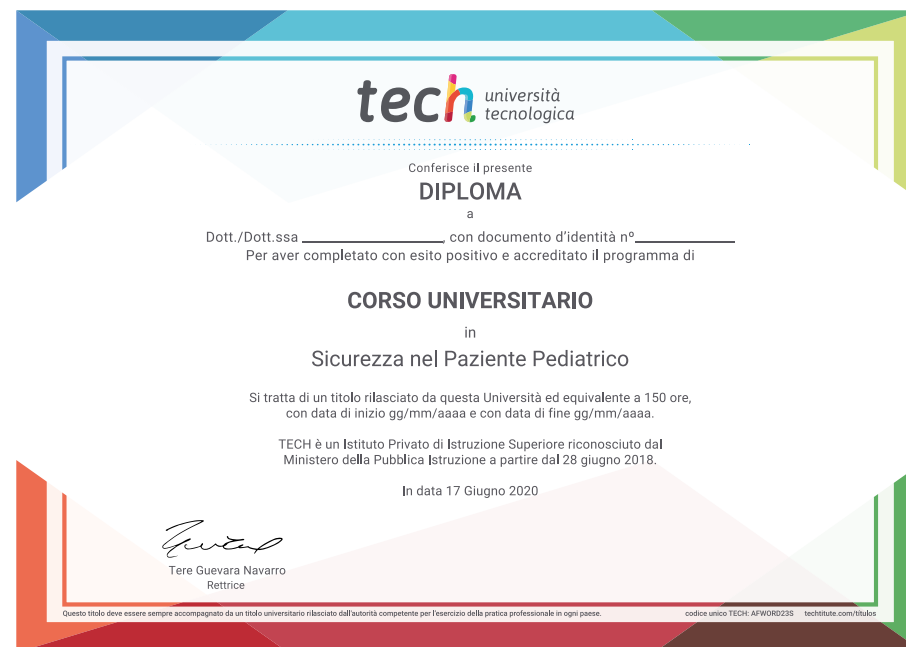 tech università
tecnologica
Conferisce il presente
DIPLOMA
a
Dott./Dott.ssa ____________________, con documento d'identità nº______________
Per aver completato con esito positivo e accreditato il programma di
CORSO UNIVERSITARIO
in
Sicurezza nel Paziente Pediatrico
Si tratta di un titolo rilasciato da questa Università ed equivalente a 150 ore,
con data di inizio gg/mm/aaaa e con data di fine gg/mm/aaaa.
TECH è un Istituto Privato di Istruzione Superiore riconosciuto dal
Ministero della Pubblica Istruzione a partire dal 28 giugno 2018.
In data 17 Giugno 2020
Tere Guevara Navarro
Rettrice
Questo titolo deve essere sempre accompagnato da un titolo universitario rilasciato dall'autorità competente per l'esercizio della pratica professionale in ogni paese. codice unico TECH: AFWORD23S techtitute.com/titulos